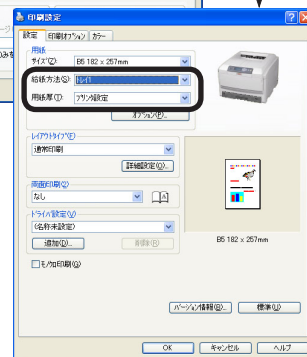 印刷設定
設定 印刷オプション カラー
用紙
サイズ(Z): B5 182 x 257mm
給紙方法(S): トレイ1
用紙厚(T): プリンタ設定
オプション(P)...
レイアウトタイプ(E)
通常印刷
詳細設定(O)...
両面印刷(2)
なし
ドライバ設定(V)
(名称未設定)
追加(D)... 削除(R)
B5 182 x 257mm
モノクロ印刷(G)
バージョン情報(B)... 標準(U)
OK キャンセル ヘルプ